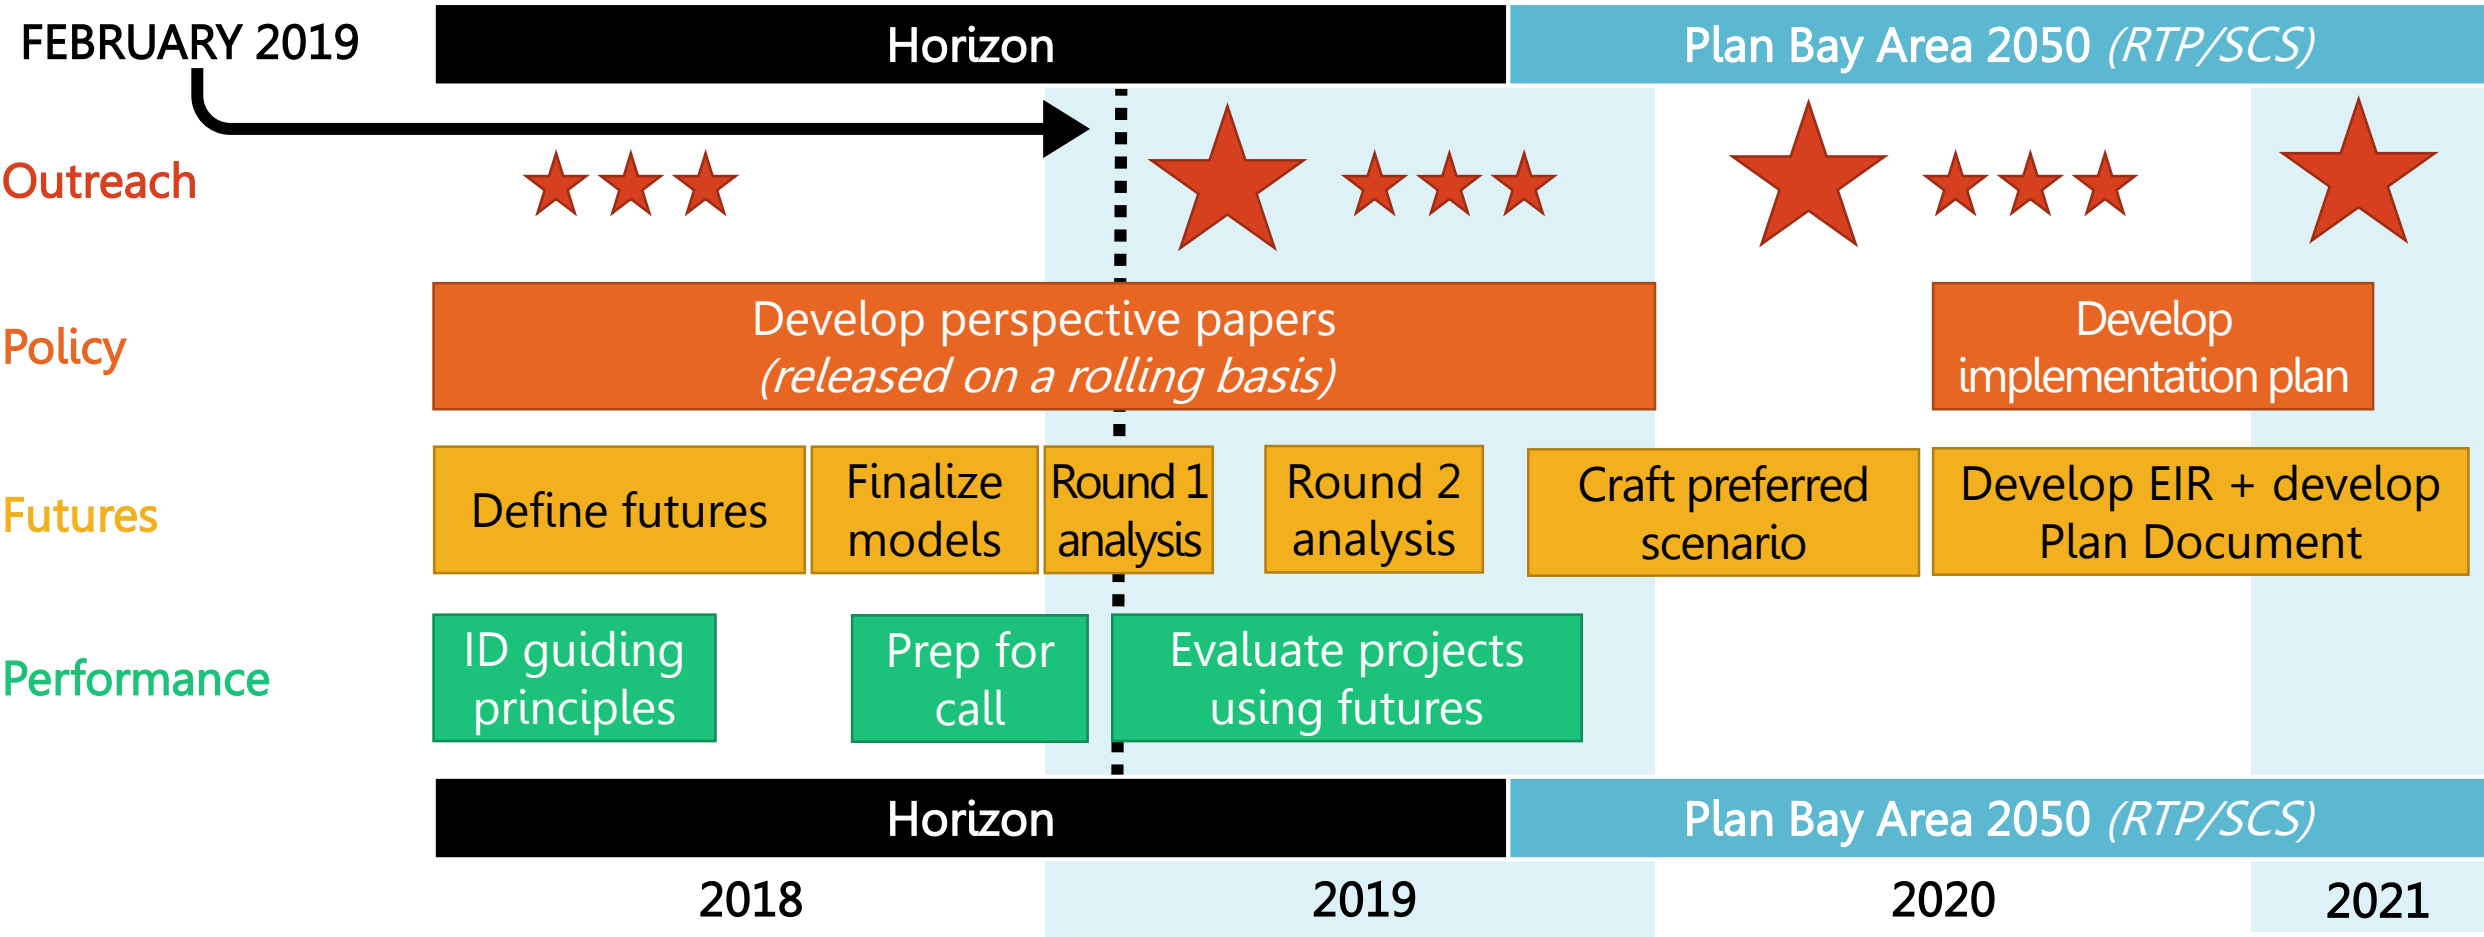 FEBRUARY 2019
Horizon
Plan Bay Area 2050 (RTP/SCS)
Outreach
Policy
Develop perspective papers
(released on a rolling basis)
Develop
implementation plan
Futures
Define futures
Finalize
models
Round 1
analysis
Round 2
analysis
Craft preferred
scenario
Develop EIR + develop
Plan Document
Performance
ID guiding
principles
Prep for
call
Evaluate projects
using futures
Horizon
Plan Bay Area 2050 (RTP/SCS)
2018
2019
2020
2021